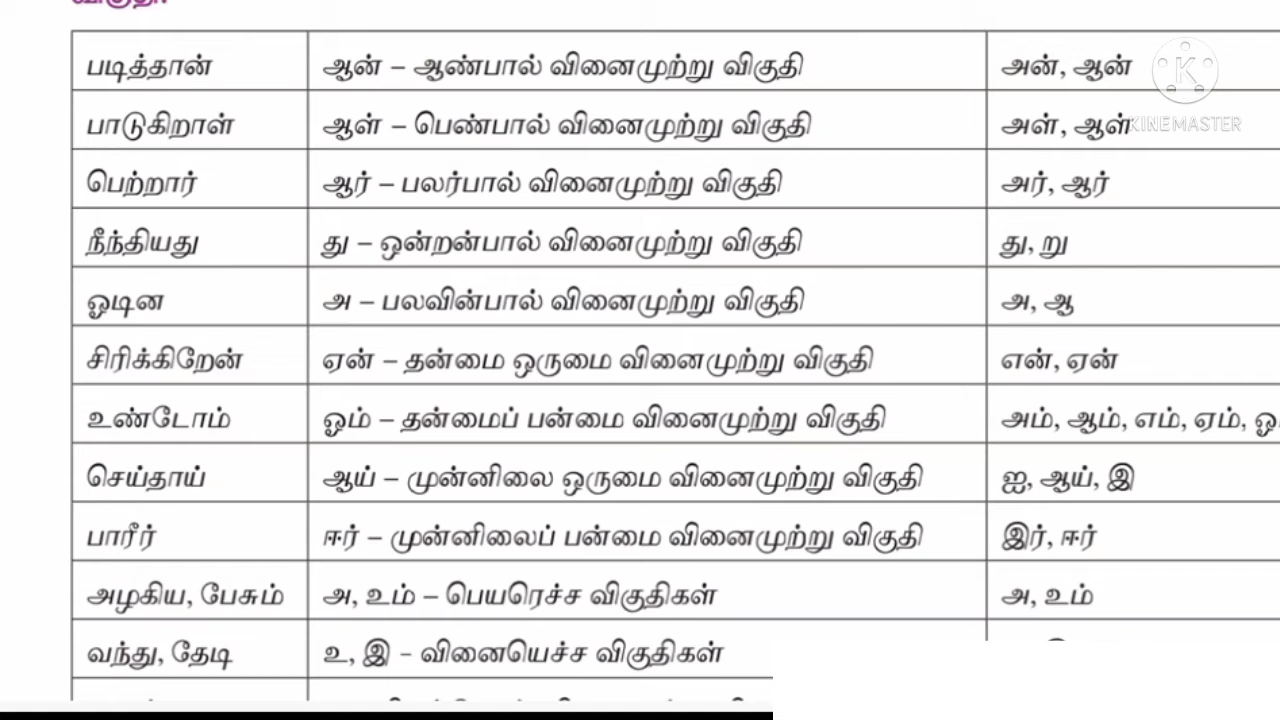 விகுதி:
படித்தான் ஆன் – ஆண்பால் வினைமுற்று விகுதி அன், ஆன்
பாடுகிறாள் ஆள் – பெண்பால் வினைமுற்று விகுதி அள், ஆள்
KINEMASTER
பெற்றார் ஆர் – பலர்பால் வினைமுற்று விகுதி அர், ஆர்
நீந்தியது து – ஒன்றன்பால் வினைமுற்று விகுதி து, று
ஓடின அ – பலவின்பால் வினைமுற்று விகுதி அ, ஆ
சிரிக்கிறேன் ஏன் – தன்மை ஒருமை வினைமுற்று விகுதி என், ஏன்
உண்டோம் ஓம் – தன்மைப் பன்மை வினைமுற்று விகுதி அம், ஆம், எம், ஏம்,
செய்தாய் ஆய் – முன்னிலை ஒருமை வினைமுற்று விகுதி ஐ, ஆய், இ
பாரீர் ஈர் – முன்னிலைப் பன்மை வினைமுற்று விகுதி இர், ஈர்
அழகிய, பேசும் அ, உம் – பெயரெச்ச விகுதிகள் அ, உம்
வந்து, தேடி உ, இ - வினையெச்ச விகுதிகள்